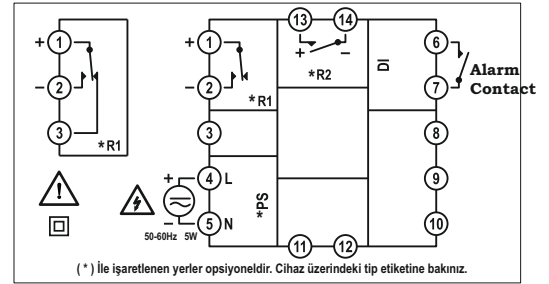 13 14
+ 1
+ 1
+ −
6
*R2
DI
Alarm
− 2
− 2
7
Contact
*R1
3
*R1
3
8
+ 4 L
9
*PS
− 5 N
10
50-60Hz 5W
11 12
( * ) İle işaretlenen yerler opsiyoneldir. Cihaz üzerindeki tip etiketine bakınız.